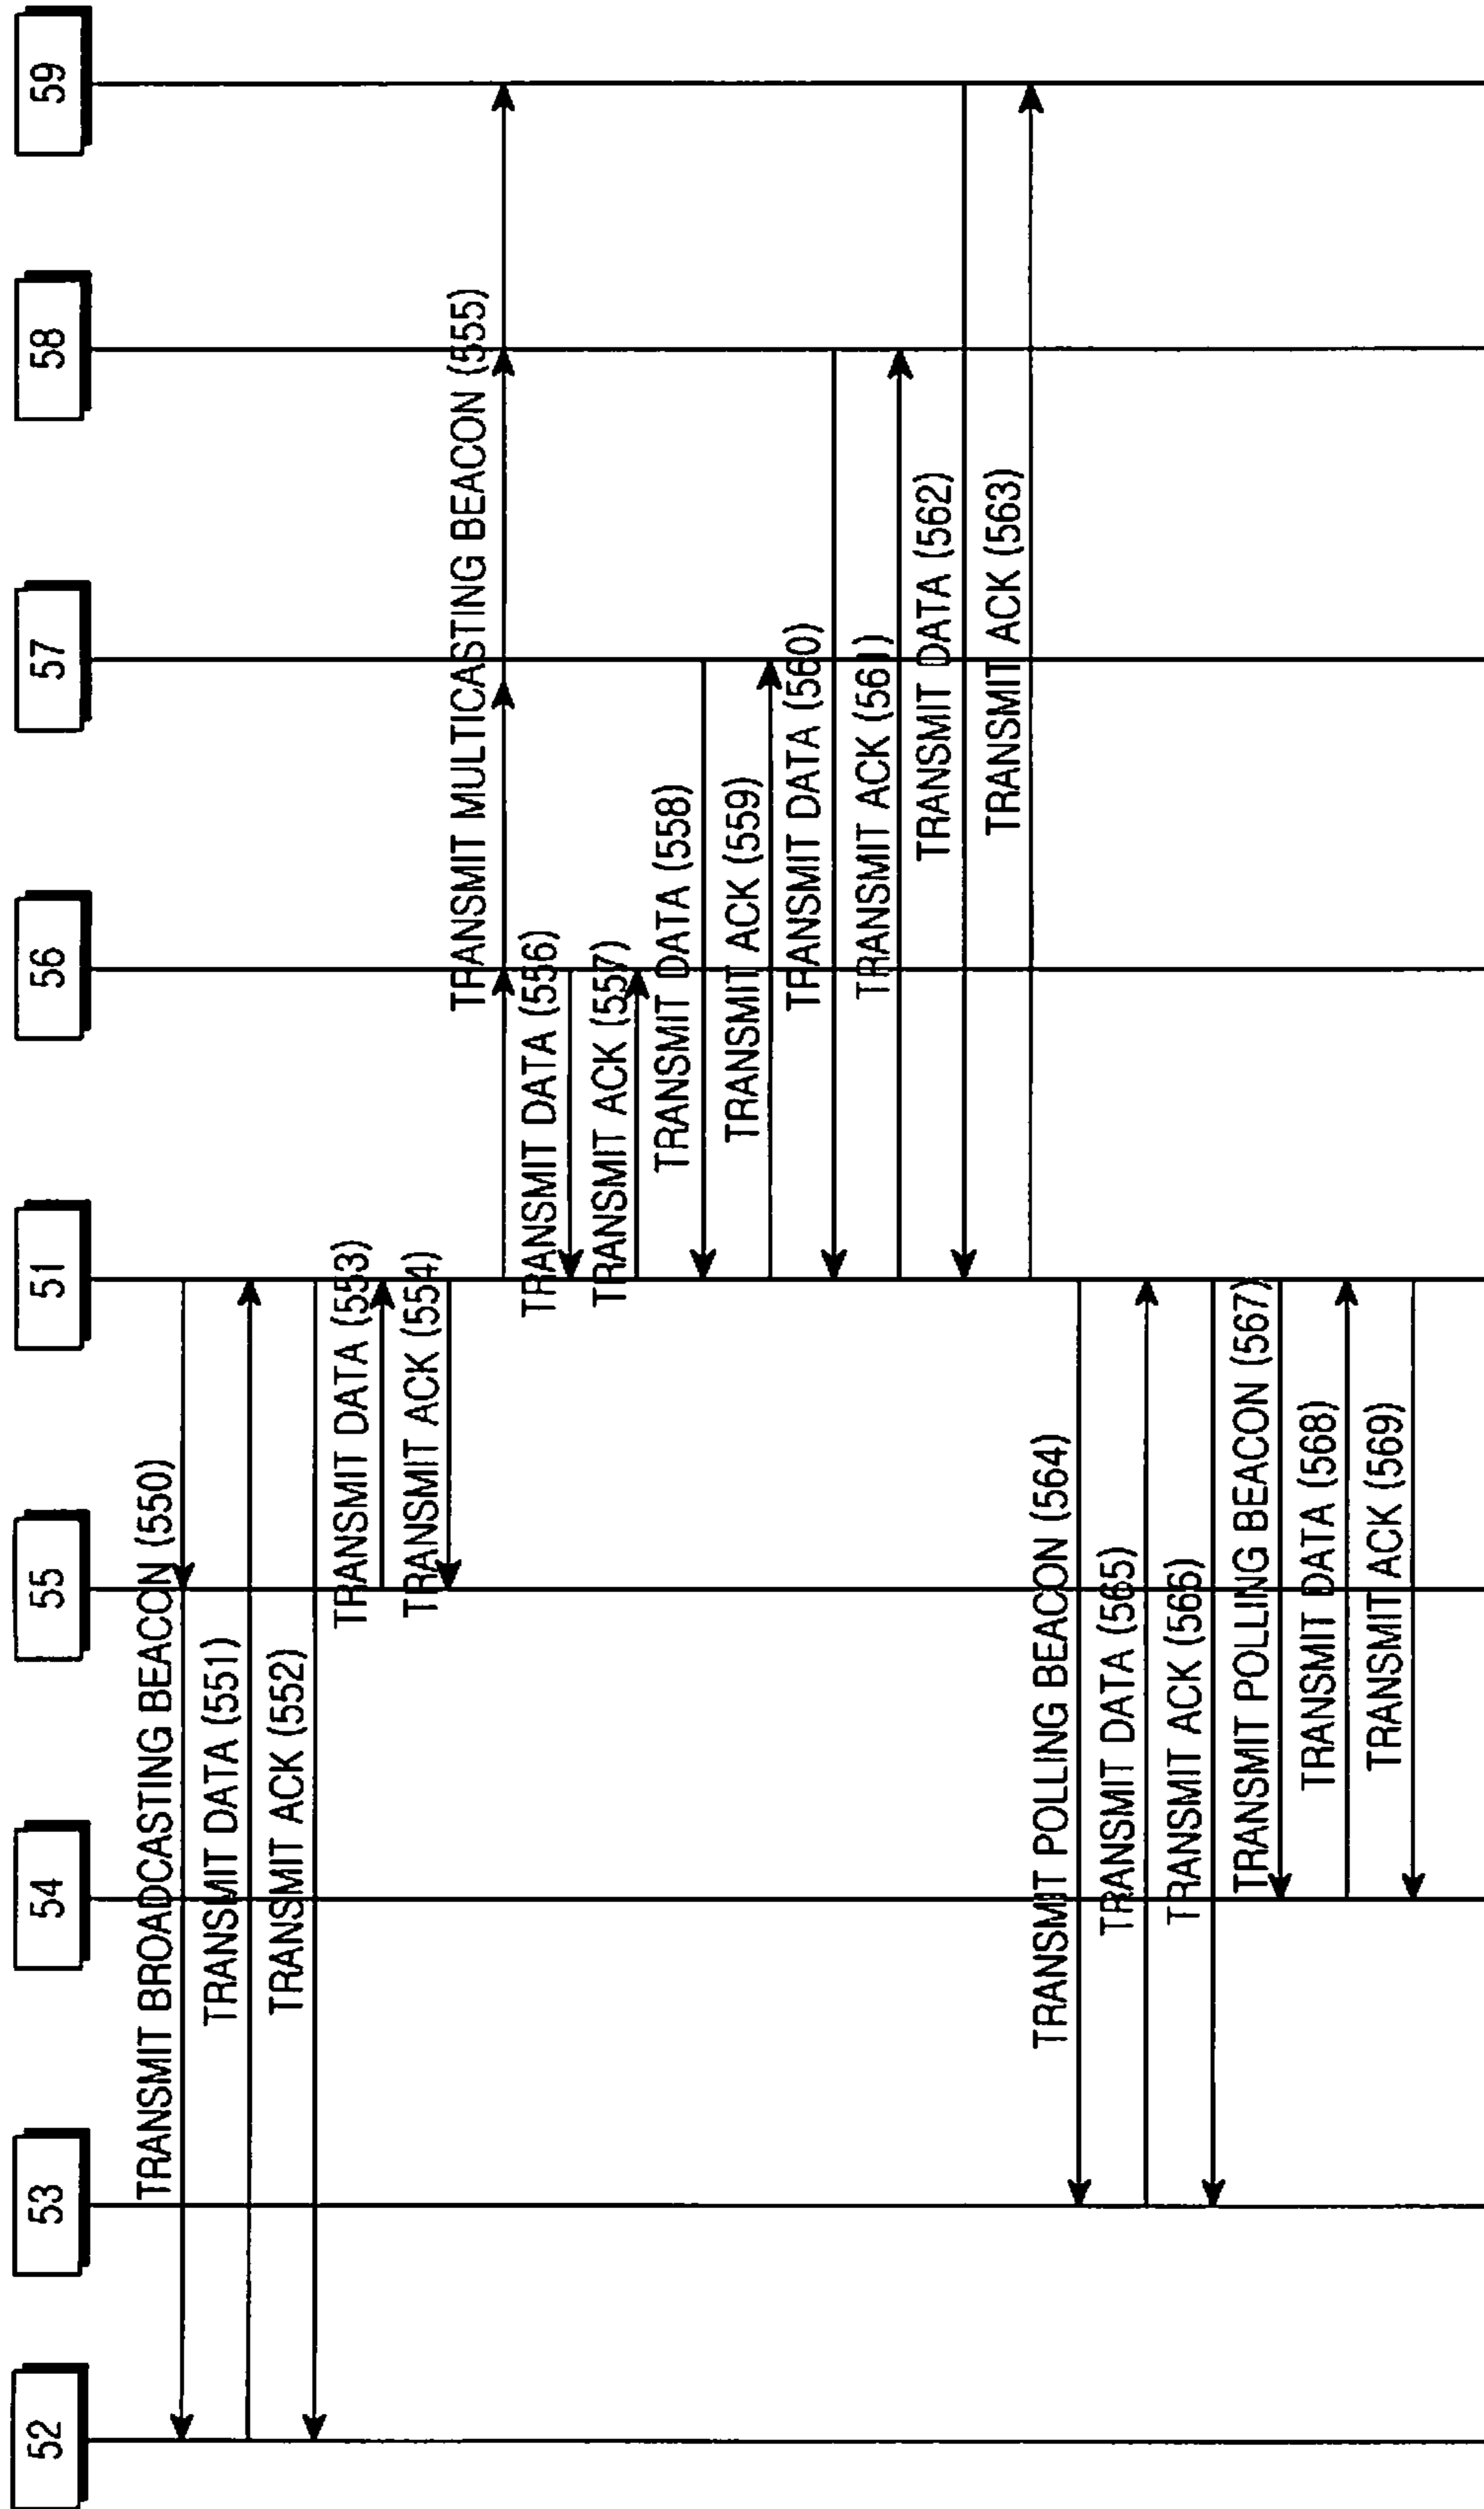 52
53
54
55
51
56
57
58
59
TRANSMIT BROADCASTING BEACON (550)
TRANSMIT DATA (551)
TRANSMIT ACK (552)
TRANSMIT DATA (553)
TRANSMIT ACK (554)
TRANSMIT MULTICASTING BEACON (555)
TRANSMIT DATA (556)
TRANSMIT ACK (557)
TRANSMIT DATA (558)
TRANSMIT ACK (559)
TRANSMIT DATA (560)
TRANSMIT ACK (561)
TRANSMIT DATA (562)
TRANSMIT ACK (563)
TRANSMIT POLLING BEACON (564)
TRANSMIT DATA (565)
TRANSMIT ACK (566)
TRANSMIT POLLING BEACON (567)
TRANSMIT DATA (568)
TRANSMIT ACK (569)